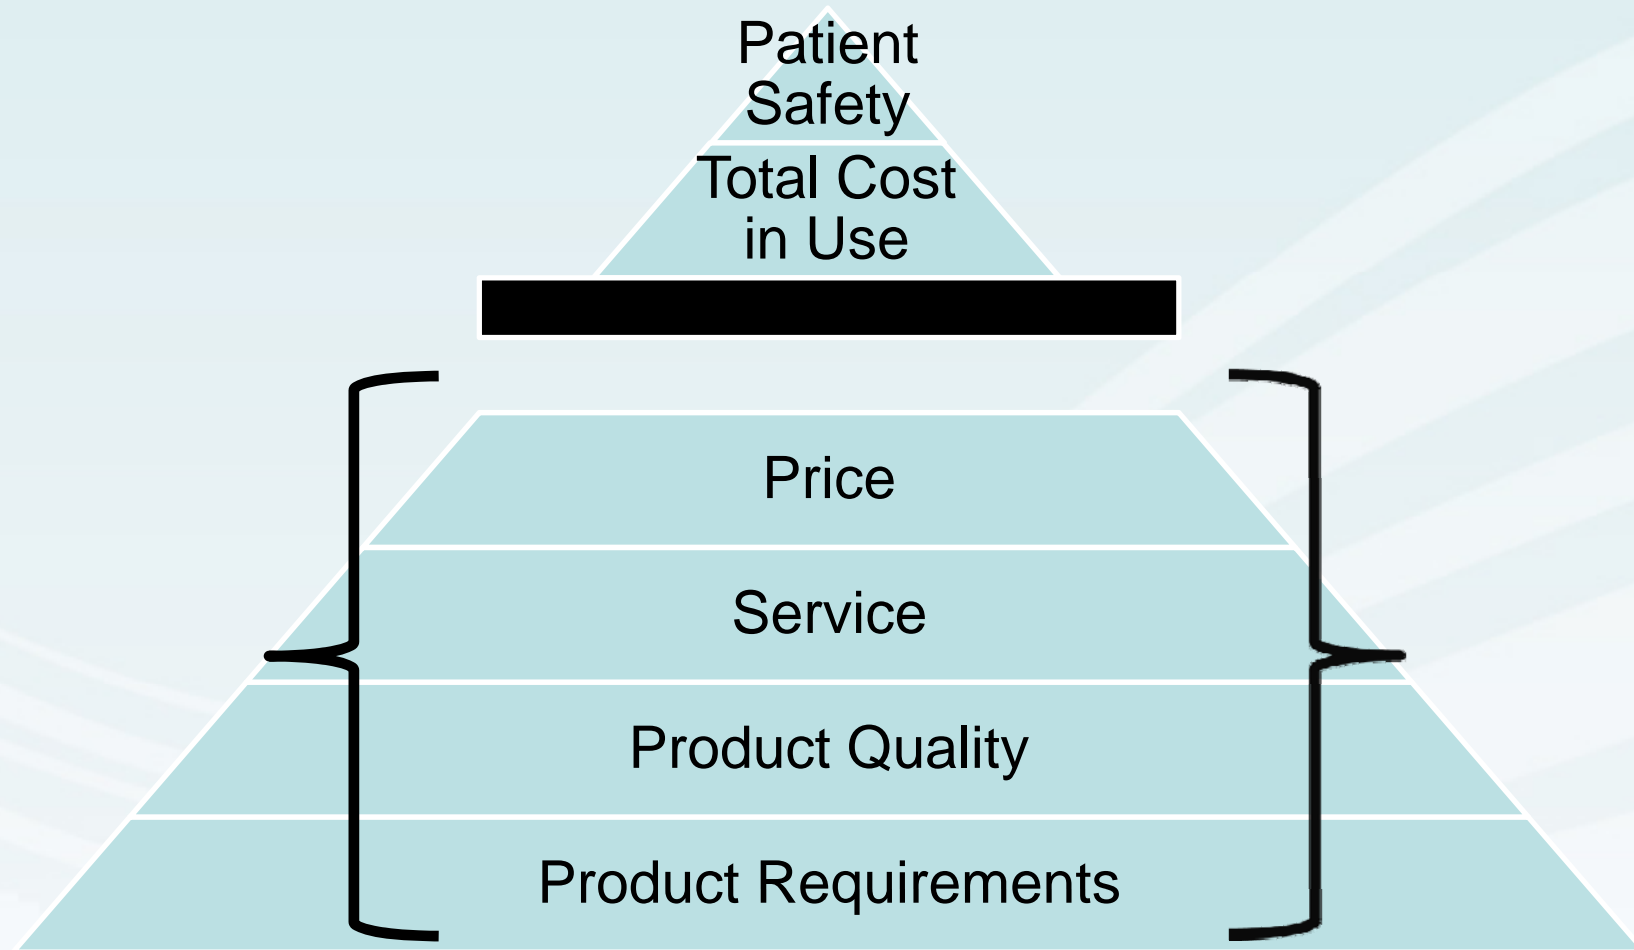 Patient
Safety
Total Cost
in Use
Price
Service
Product Quality
Product Requirements